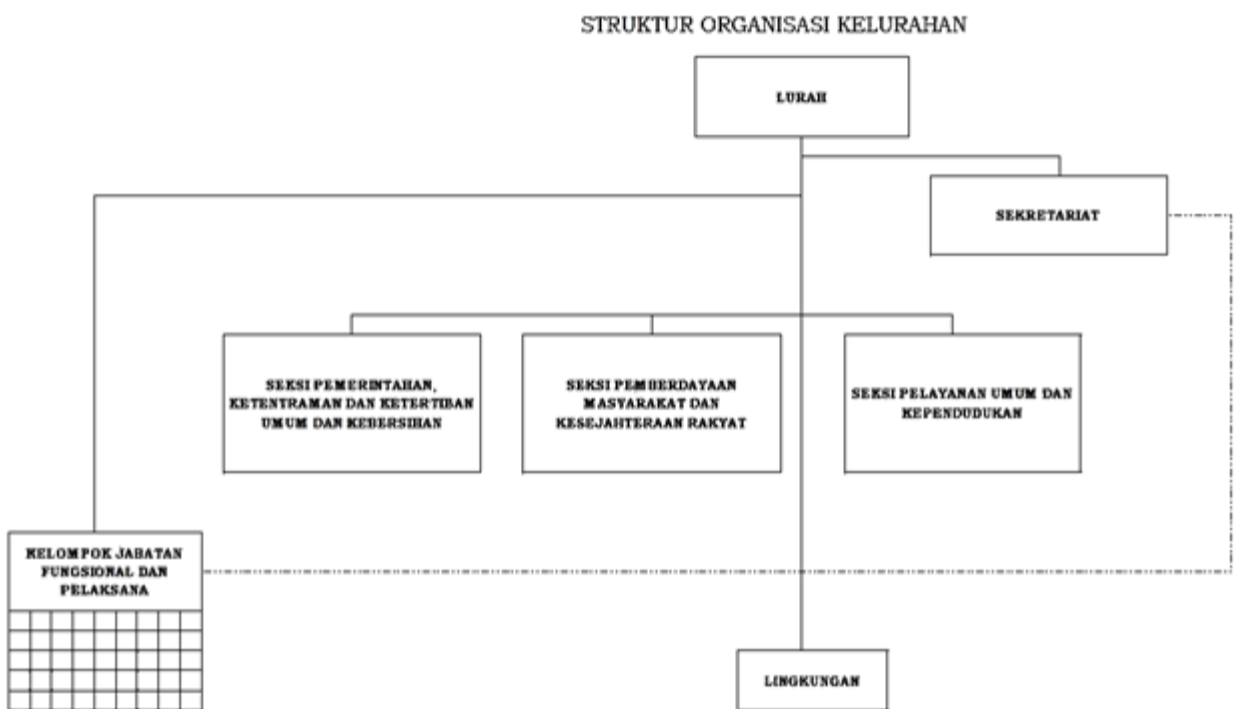 STRUKTUR ORGANISASI KELURAHAN
LURAH
SEKRETARIAT
SEKSI PEMERINTAHAN,
KETENTRAMAN DAN KETERTIBAN
UMUM DAN KEBERSIHAN
SEKSI PEMBERDAYAAN
MASYARAKAT DAN
KESEJAHTERAAN RAKYAT
SEKSI PELAYANAN UMUM DAN
KEPENDUDUKAN
KELOMPOK JABATAN
FUNGSIONAL DAN
PELAKSANA
LINGKUNGAN